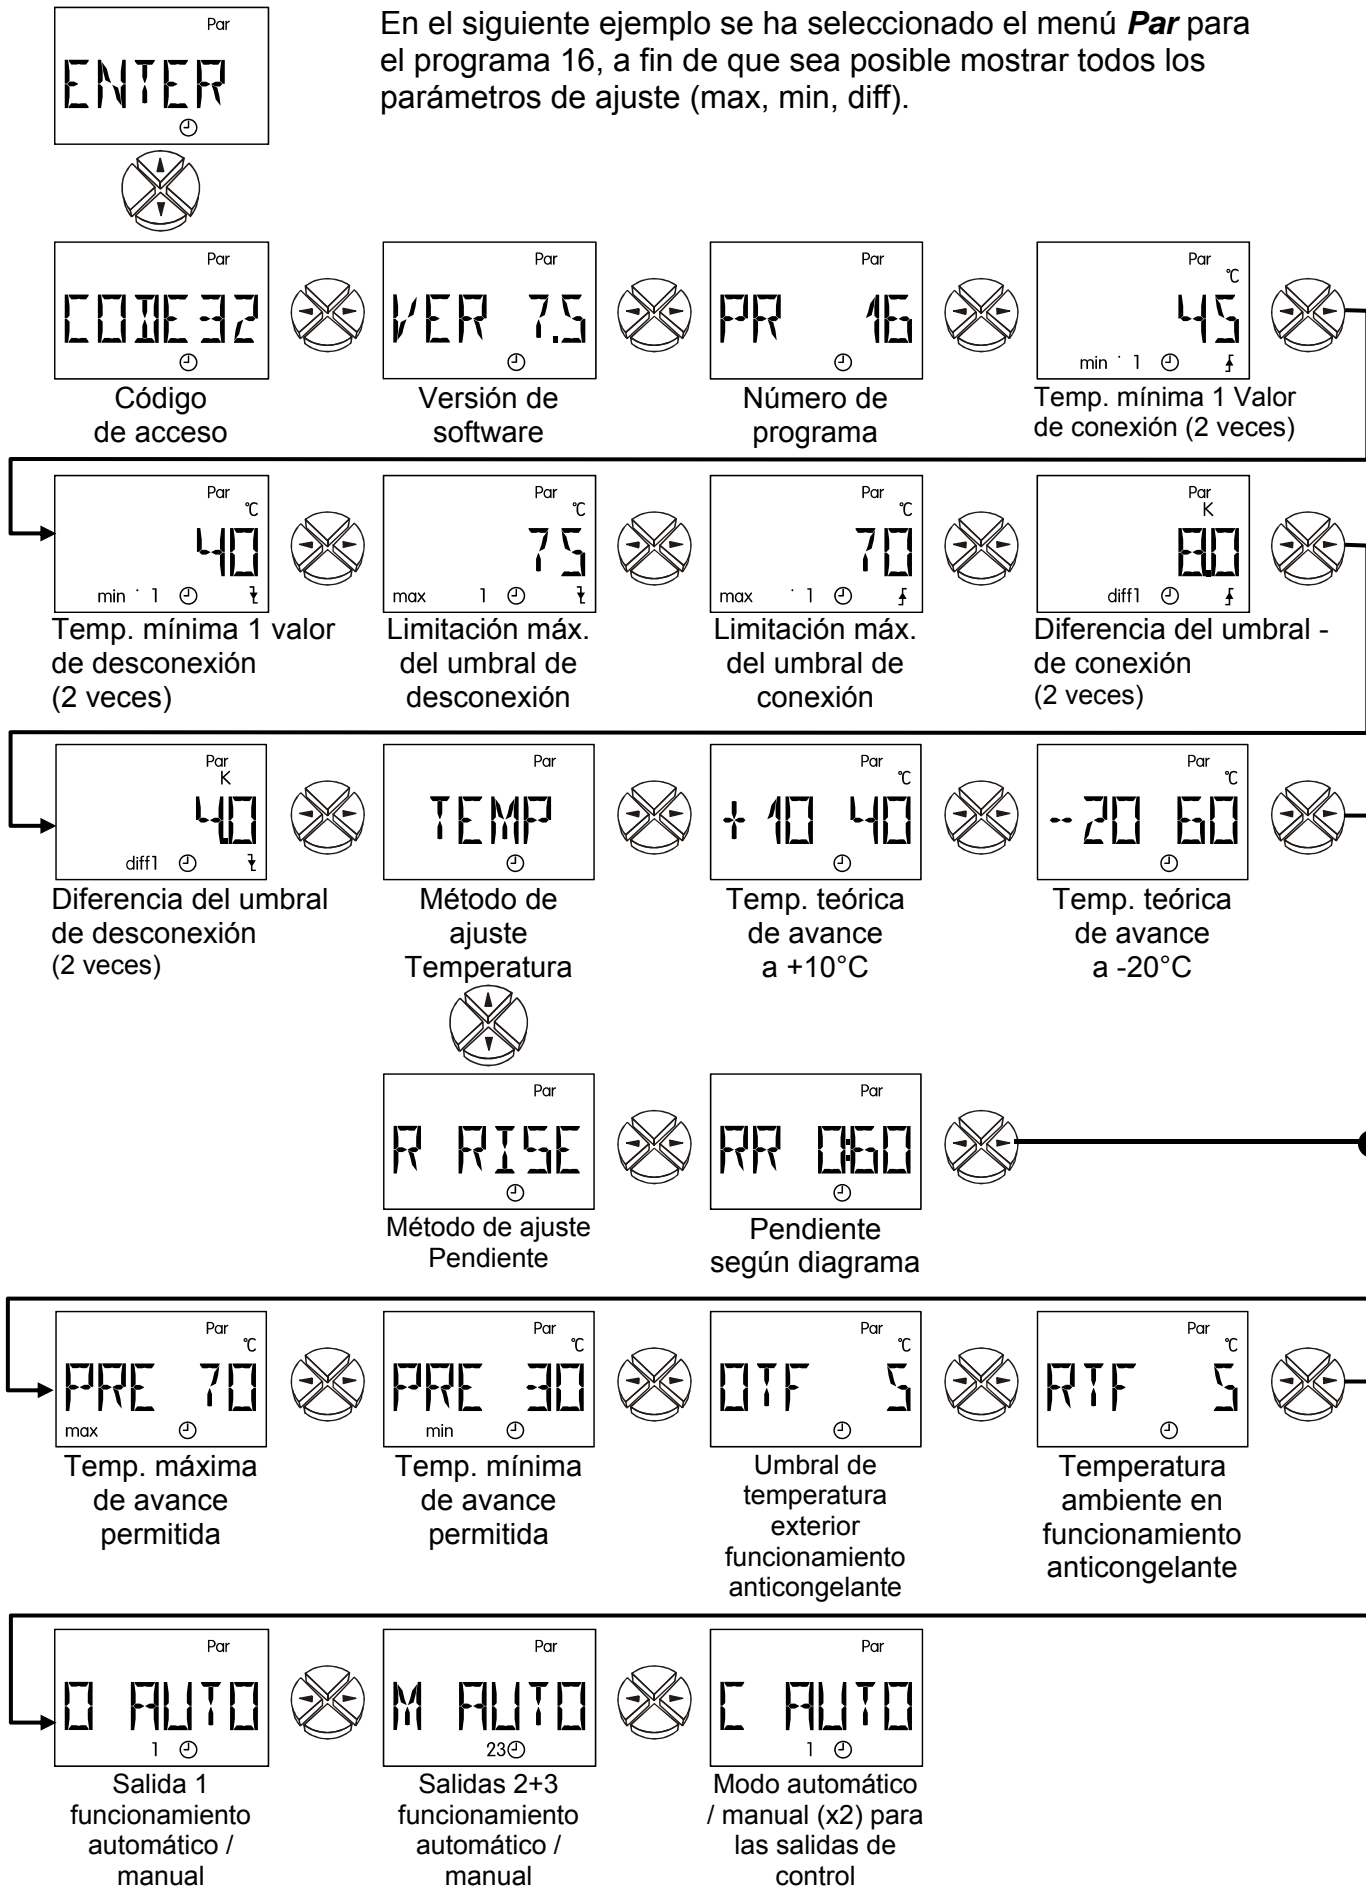 Par
ENTER
En el siguiente ejemplo se ha seleccionado el menú Par para
el programa 16, a fin de que sea posible mostrar todos los
parámetros de ajuste (max, min, diff).
Par
CODE 32
Código
de acceso
Par
VER 7.5
Versión de
software
Par
PR 16
Número de
programa
Par
°C
45
min 1
Temp. mínima 1 Valor
de conexión (2 veces)
Par
°C
40
min 1
Temp. mínima 1 valor
de desconexión
(2 veces)
Par
°C
75
max 1
Limitación máx.
del umbral de
desconexión
Par
°C
70
max 1
Limitación máx.
del umbral de
conexión
Par
K
8.0
diff1
Diferencia del umbral -
de conexión
(2 veces)
Par
K
4.0
diff1
Diferencia del umbral
de desconexión
(2 veces)
Par
TEMP
Método de
ajuste
Temperatura
Par
°C
+ 10 40
Temp. teórica
de avance
a +10°C
Par
°C
-20 60
Temp. teórica
de avance
a -20°C
Par
R RISE
Método de ajuste
Pendiente
Par
RR 0:60
Pendiente
según diagrama
Par
°C
PRE 70
max
Temp. máxima
de avance
permitida
Par
°C
PRE 30
min
Temp. mínima
de avance
permitida
Par
°C
OTF 5
Umbral de
temperatura
exterior
funcionamiento
anticongelante
Par
°C
RTF 5
Temperatura
ambiente en
funcionamiento
anticongelante
Par
O AUTO
1
Salida 1
funcionamiento
automático /
manual
Par
M AUTO
23
Salidas 2+3
funcionamiento
automático /
manual
Par
C AUTO
1
Modo automático
/ manual (x2) para
las salidas de
control